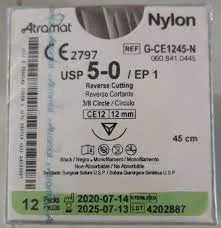 Atramat
Nylon
CE 2797
REF G-CE1245-N
060.841.0445
USP 5-0 / EP 1
Reverse Cutting
Reverso Cortante
3/8 Circle / Círculo
CE12 12 mm
45 cm
Black / Negro • Monofilament / Monofilamento
Non-Absorbable / No Absorbible
12
2020-07-14
2025-07-13
LOT 4202887